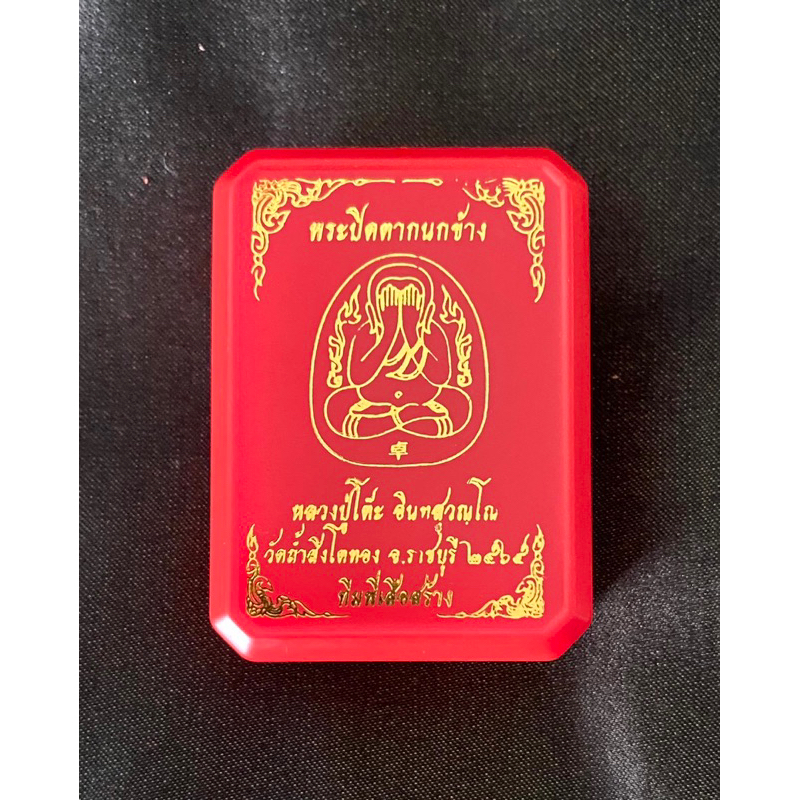 พระปิดตากนกข้าง
卓
หลวงปู่โต๊ะ อินทสุวณฺโณ
วัดถ้ำสิงโตทอง จ.ราชบุรี ๒๕๖๕
ทีมพี่เสือสร้าง